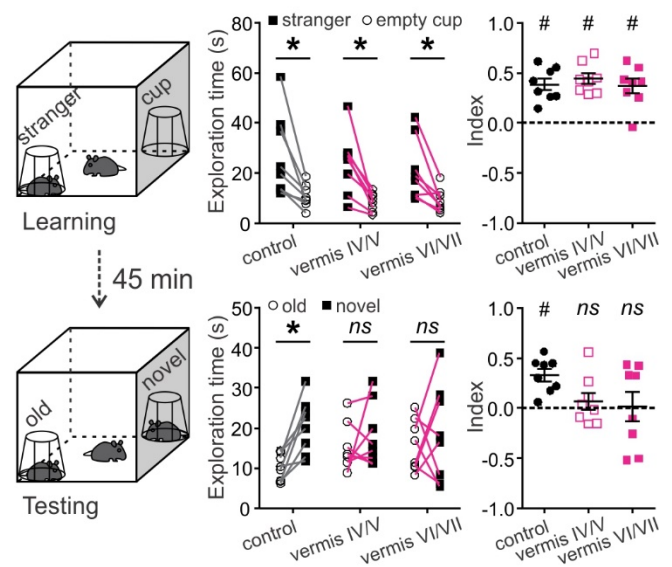 stranger
cup
Learning
45 min
old
novel
Testing
■ stranger ○ empty cup
Exploration time (s)
80
60
40
20
0
* * *
control
vermis IV/V
vermis VI/VII
# # #
Index
1.0
0.5
0.0
-0.5
-1.0
control
vermis IV/V
vermis VI/VII
○ old ■ novel
Exploration time (s)
50
40
30
20
10
0
* ns ns
control
vermis IV/V
vermis VI/VII
# ns ns
Index
1.0
0.5
0.0
-0.5
-1.0
control
vermis IV/V
vermis VI/VII